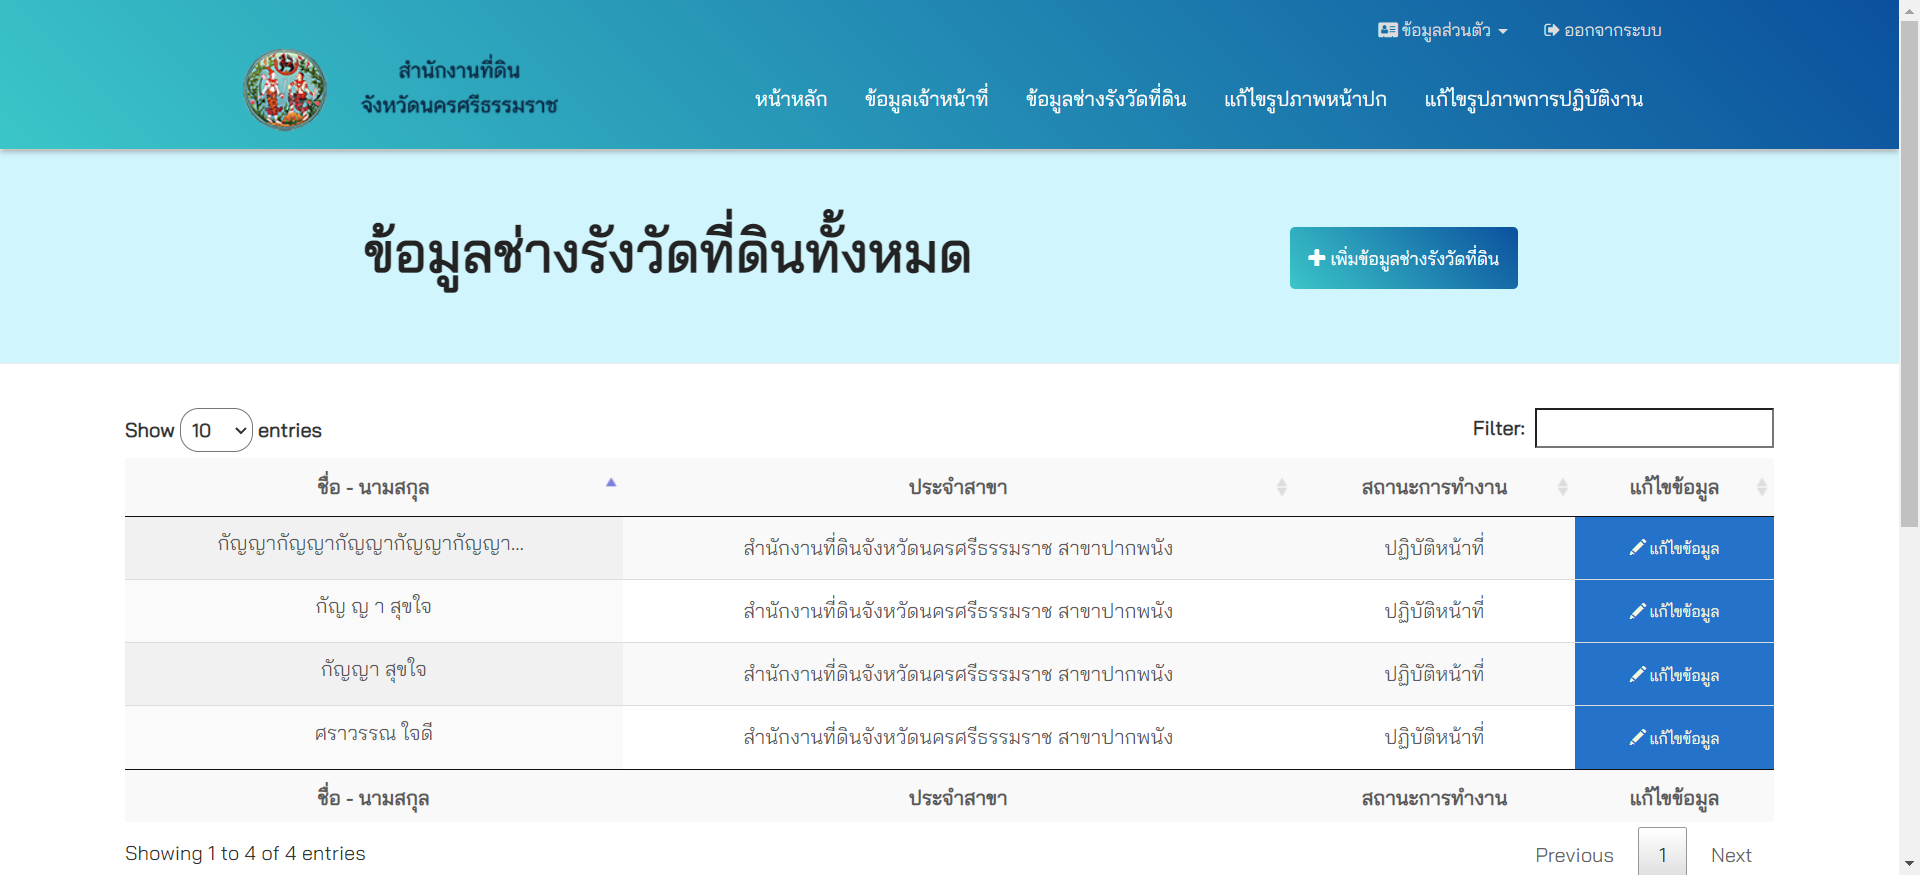 ข้อมูลส่วนตัว ออกจากระบบ
สำนักงานที่ดิน
จังหวัดนครศรีธรรมราช
หน้าหลัก ข้อมูลเจ้าหน้าที่ ข้อมูลช่างรังวัดที่ดิน แก้ไขรูปภาพหน้าปก แก้ไขรูปภาพการปฏิบัติงาน
ข้อมูลช่างรังวัดที่ดินทั้งหมด
เพิ่มข้อมูลช่างรังวัดที่ดิน
Show 10 entries Filter:
ชื่อ - นามสกุล ประจำสาขา สถานะการทำงาน แก้ไขข้อมูล
กัญญากัญญากัญญากัญญากัญญา... สำนักงานที่ดินจังหวัดนครศรีธรรมราช สาขาปากพนัง ปฏิบัติหน้าที่ แก้ไขข้อมูล
กัญ ญ า สุขใจ สำนักงานที่ดินจังหวัดนครศรีธรรมราช สาขาปากพนัง ปฏิบัติหน้าที่ แก้ไขข้อมูล
กัญญา สุขใจ สำนักงานที่ดินจังหวัดนครศรีธรรมราช สาขาปากพนัง ปฏิบัติหน้าที่ แก้ไขข้อมูล
ศราวรรณ ใจดี สำนักงานที่ดินจังหวัดนครศรีธรรมราช สาขาปากพนัง ปฏิบัติหน้าที่ แก้ไขข้อมูล
ชื่อ - นามสกุล ประจำสาขา สถานะการทำงาน แก้ไขข้อมูล
Showing 1 to 4 of 4 entries Previous 1 Next